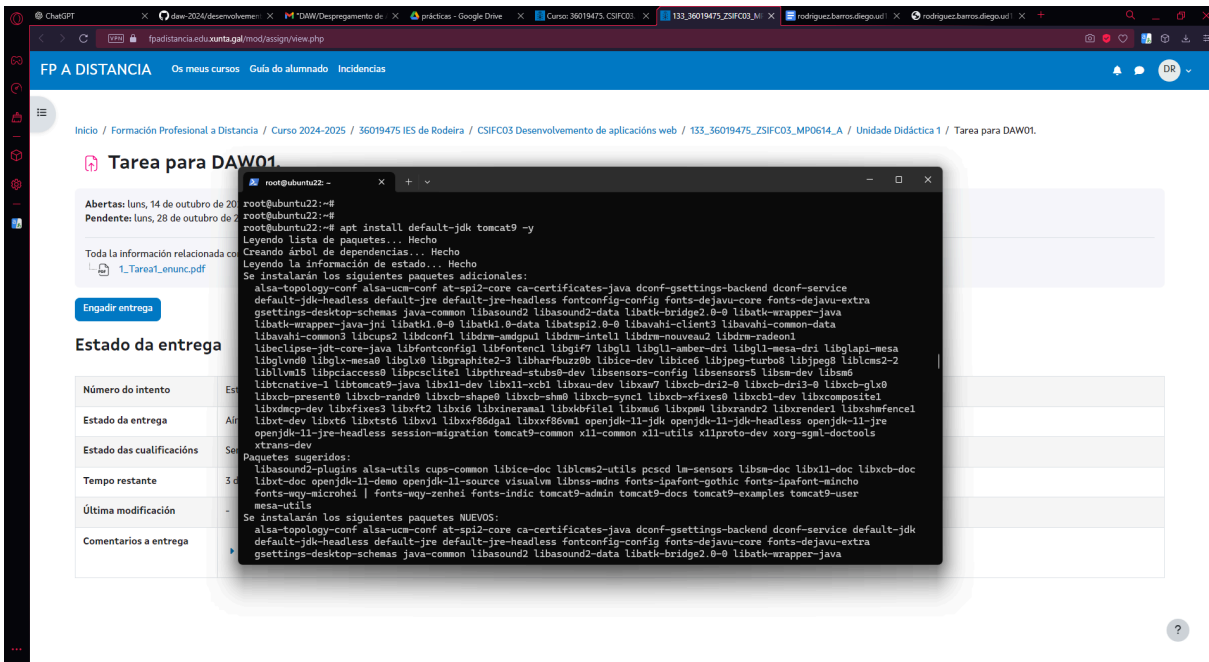 ChatGPT
daw-2024/desenvolvemen
"DAW/Despregamento de
prácticas - Google Drive
Curso: 36019475. CSIFC03.
133_36019475_ZSIFC03_M
rodriguez.barros.diego.ud1
rodriguez.barros.diego.ud1
VPN
fpadistancia.edu.xunta.gal/mod/assign/view.php
FP A DISTANCIA Os meus cursos Guía do alumnado Incidencias
DR
Inicio / Formación Profesional a Distancia / Curso 2024-2025 / 36019475 IES de Rodeira / CSIFC03 Desenvolvemento de aplicacións web / 133_36019475_ZSIFC03_MP0614_A / Unidade Didáctica 1 / Tarea para DAW01.
Tarea para DAW01.
Abertas: luns, 14 de outubro de 20
Pendente: luns, 28 de outubro de 2
Toda la información relacionada co
1_Tarea1_enunc.pdf
Engadir entrega
Estado da entrega
Número do intento Est
Estado da entrega Aín
Estado das cualificacións Sen
Tempo restante 3 d
Última modificación -
Comentarios a entrega
root@ubuntu22: ~
root@ubuntu22:~#
root@ubuntu22:~#
root@ubuntu22:~# apt install default-jdk tomcat9 -y
Leyendo lista de paquetes... Hecho
Creando árbol de dependencias... Hecho
Leyendo la información de estado... Hecho
Se instalarán los siguientes paquetes adicionales:
alsa-topology-conf alsa-ucm-conf at-spi2-core ca-certificates-java dconf-gsettings-backend dconf-service
default-jdk-headless default-jre default-jre-headless fontconfig-config fonts-dejavu-core fonts-dejavu-extra
gsettings-desktop-schemas java-common libasound2 libasound2-data libatk-bridge2.0-0 libatk-wrapper-java
libatk-wrapper-java-jni libatk1.0-0 libatk1.0-data libatspi2.0-0 libavahi-client3 libavahi-common-data
libavahi-common3 libcups2 libdconf1 libdrm-amdgpu1 libdrm-intel1 libdrm-nouveau2 libdrm-radeon1
libeclipse-jdt-core-java libfontconfig1 libfontenc1 libgif7 libgl1 libgl1-amber-dri libgl1-mesa-dri libglapi-mesa
libglvnd0 libglx-mesa0 libglx0 libgraphite2-3 libharfbuzz0b libice-dev libice6 libjpeg-turbo8 libjpeg8 liblcms2-2
libllvm15 libpciaccess0 libpcsclite1 libpthread-stubs0-dev libsensors-config libsensors5 libsm-dev libsm6
libtcnative-1 libtomcat9-java libx11-dev libx11-xcb1 libxau-dev libxaw7 libxcb-dri2-0 libxcb-dri3-0 libxcb-glx0
libxcb-present0 libxcb-randr0 libxcb-shape0 libxcb-shm0 libxcb-sync1 libxcb-xfixes0 libxcb1-dev libxcomposite1
libxdmcp-dev libxfixes3 libxft2 libxi6 libxinerama1 libxkbfile1 libxmu6 libxpm4 libxrandr2 libxrender1 libxshmfence1
libxt-dev libxt6 libxtst6 libxv1 libxxf86dga1 libxxf86vm1 openjdk-11-jdk openjdk-11-jdk-headless openjdk-11-jre
openjdk-11-jre-headless session-migration tomcat9-common x11-common x11-utils x11proto-dev xorg-sgml-doctools
xtrans-dev
Paquetes sugeridos:
libasound2-plugins alsa-utils cups-common libice-doc liblcms2-utils pcscd lm-sensors libsm-doc libx11-doc libxcb-doc
libxt-doc openjdk-11-demo openjdk-11-source visualvm libnss-mdns fonts-ipafont-gothic fonts-ipafont-mincho
fonts-wqy-microhei | fonts-wqy-zenhei fonts-indic tomcat9-admin tomcat9-docs tomcat9-examples tomcat9-user
mesa-utils
Se instalarán los siguientes paquetes NUEVOS:
alsa-topology-conf alsa-ucm-conf at-spi2-core ca-certificates-java dconf-gsettings-backend dconf-service default-jdk
default-jdk-headless default-jre default-jre-headless fontconfig-config fonts-dejavu-core fonts-dejavu-extra
gsettings-desktop-schemas java-common libasound2 libasound2-data libatk-bridge2.0-0 libatk-wrapper-java
?